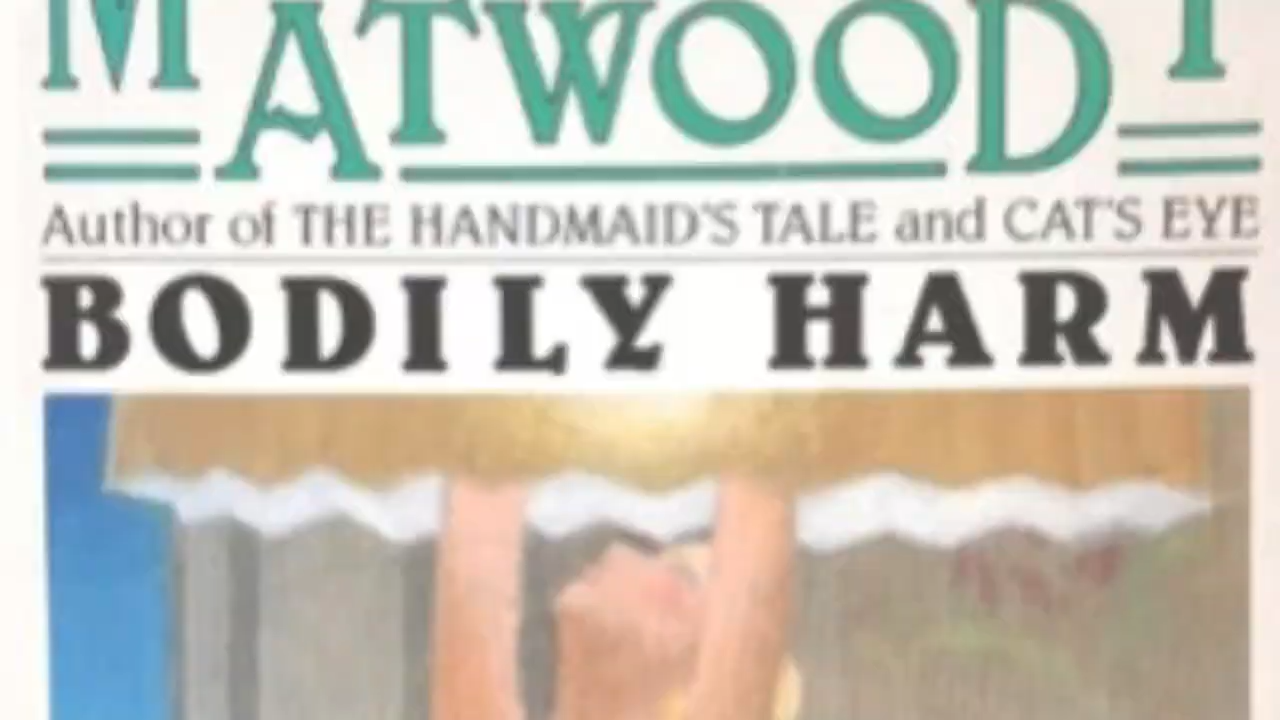 ATWOOD
Author of THE HANDMAID'S TALE and CAT'S EYE
BODILY HARM